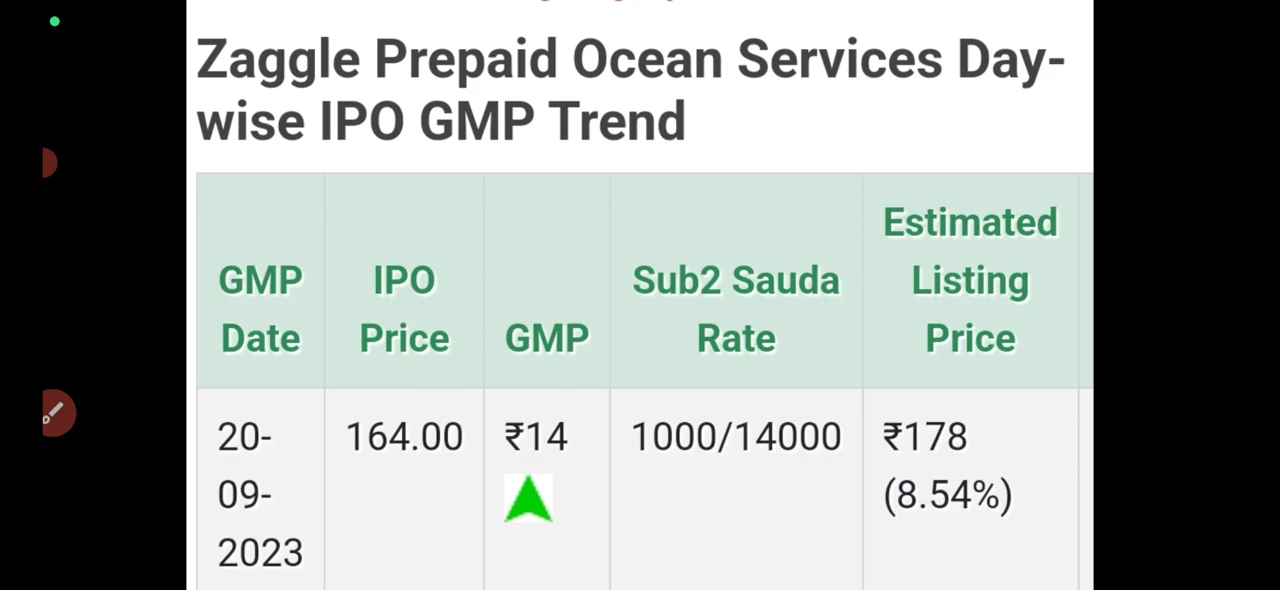 Zaggle Prepaid Ocean Services Day-
wise IPO GMP Trend
GMP Date
IPO Price
GMP
Sub2 Sauda Rate
Estimated Listing Price
20-09-2023
164.00
₹14
1000/14000
₹178 (8.54%)